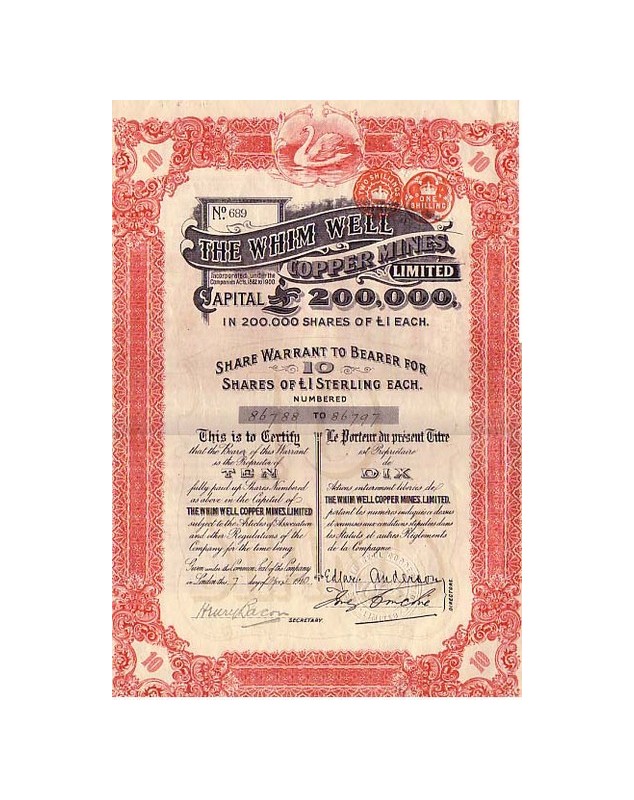 10
10
TWO SHILLINGS
ONE SHILLING
No. 689
THE WHIM WELL
COPPER MINES,
LIMITED
Incorporated under the
Companies Acts, 1862 to 1900.
CAPITAL £ 200,000,
IN 200,000 SHARES OF £1 EACH.
SHARE WARRANT TO BEARER FOR
10
SHARES OF £1 STERLING EACH.
NUMBERED
86788 TO 86797
This is to Certify
that the Bearer of this Warrant
is the Proprietor of
TEN
fully paid up Shares Numbered
as above in the Capital of
THE WHIM WELL COPPER MINES, LIMITED
subject to the Articles of Association
and other Regulations of the
Company for the time being.
Given under the Common Seal of the Company
in London the 7 day of
Le Porteur du présent Titre
est Propriétaire
de
DIX
Actions entièrement libérées de
THE WHIM WELL COPPER MINES, LIMITED,
portant les numéros indiqués ci dessus
et soumises aux conditions stipulées dans
les Statuts et autres Règlements
de la Compagnie.
Edgar Anderson
DIRECTORS.
SECRETARY.
10
10